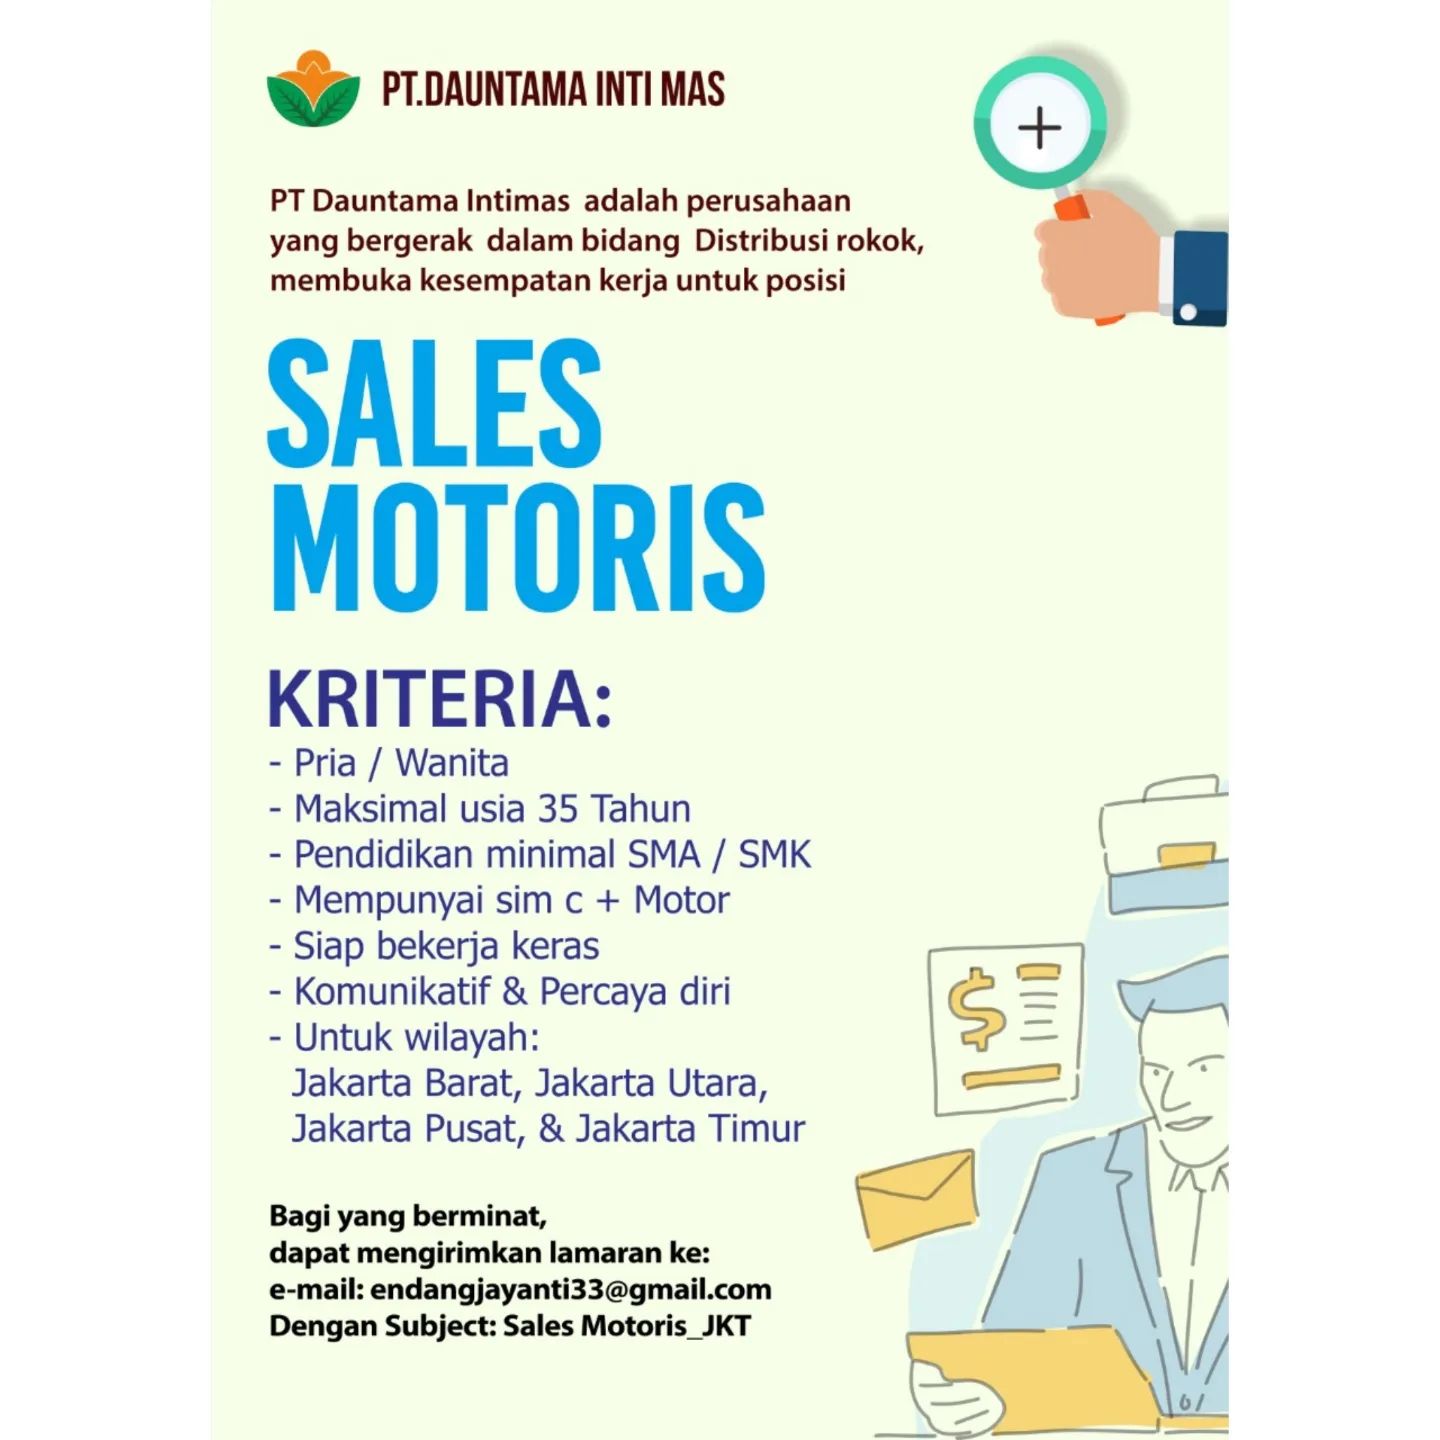 PT.DAUNTAMA INTI MAS
PT Dauntama Intimas adalah perusahaan
yang bergerak dalam bidang Distribusi rokok,
membuka kesempatan kerja untuk posisi
SALES
MOTORIS
KRITERIA:
- Pria / Wanita
- Maksimal usia 35 Tahun
- Pendidikan minimal SMA / SMK
- Mempunyai sim c + Motor
- Siap bekerja keras
- Komunikatif & Percaya diri
- Untuk wilayah:
Jakarta Barat, Jakarta Utara,
Jakarta Pusat, & Jakarta Timur
Bagi yang berminat,
dapat mengirimkan lamaran ke:
e-mail: endangjayanti33@gmail.com
Dengan Subject: Sales Motoris_JKT